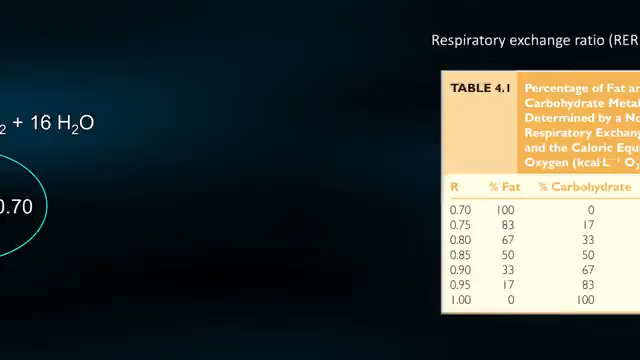 Respiratory exchange ratio (RER
₂ + 16 H₂O
0.70
TABLE 4.1
Percentage of Fat an
Carbohydrate Metal
Determined by a No
Respiratory Exchang
and the Caloric Equi
Oxygen (kcal·L⁻¹ O₂
R % Fat % Carbohydrate
0.70 100 0
0.75 83 17
0.80 67 33
0.85 50 50
0.90 33 67
0.95 17 83
1.00 0 100